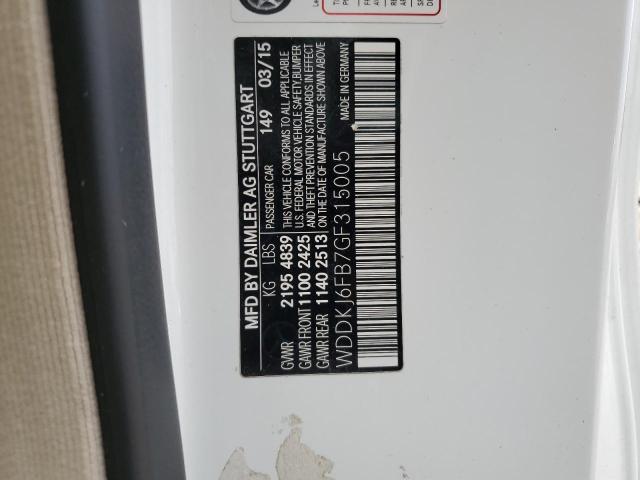 MFD BY DAIMLER AG STUTTGART
KG LBS PASSENGER CAR 149 03/15
GVWR 2195 4839 THIS VEHICLE CONFORMS TO ALL APPLICABLE
GAWR FRONT 1100 2425 U.S. FEDERAL MOTOR VEHICLE SAFETY, BUMPER
AND THEFT PREVENTION STANDARDS IN EFFECT
GAWR REAR 1140 2513 ON THE DATE OF MANUFACTURE SHOWN ABOVE
WDDKJ6FB7GF315005 MADE IN GERMANY